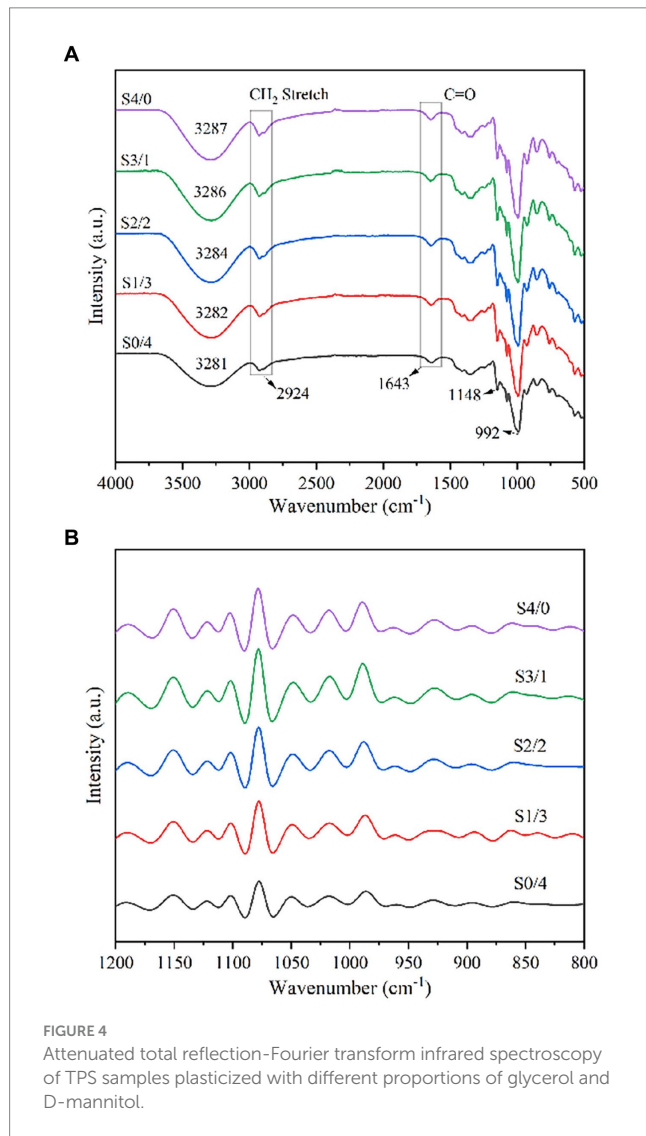 A
CH2 Stretch
C=O
S4/0
3287
S3/1
3286
S2/2
3284
S1/3
3282
S0/4
3281
2924
1643
1148
992
Intensity (a.u.)
4000 3500 3000 2500 2000 1500 1000 500
Wavenumber (cm-1)
B
S4/0
S3/1
S2/2
S1/3
S0/4
Intensity (a.u.)
1200 1150 1100 1050 1000 950 900 850 800
Wavenumber (cm-1)
FIGURE 4
Attenuated total reflection-Fourier transform infrared spectroscopy
of TPS samples plasticized with different proportions of glycerol and
D-mannitol.